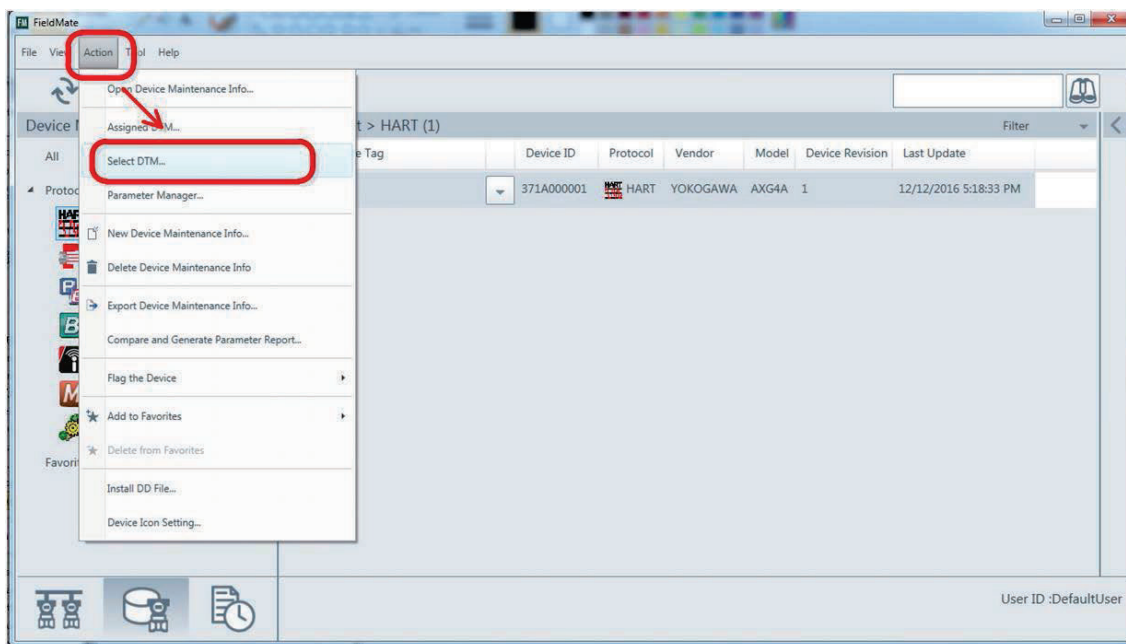 FieldMate
File View Action Tool Help
Open Device Maintenance Info...
Assigned DTM...
Select DTM...
Parameter Manager...
New Device Maintenance Info...
Delete Device Maintenance Info
Export Device Maintenance Info...
Compare and Generate Parameter Report...
Flag the Device
Add to Favorites
Delete from Favorites
Install DD File...
Device Icon Setting...
Device
All
Protoc
Favorit
t > HART (1)
Filter
e Tag Device ID Protocol Vendor Model Device Revision Last Update
371A000001 HART YOKOGAWA AXG4A 1 12/12/2016 5:18:33 PM
User ID :DefaultUser